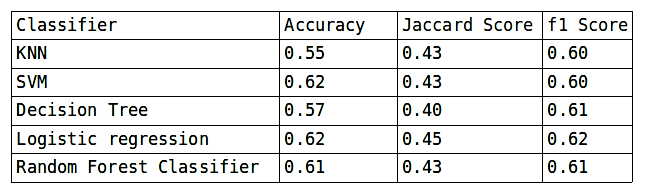 Classifier Accuracy Jaccard Score f1 Score
KNN 0.55 0.43 0.60
SVM 0.62 0.43 0.60
Decision Tree 0.57 0.40 0.61
Logistic regression 0.62 0.45 0.62
Random Forest Classifier 0.61 0.43 0.61